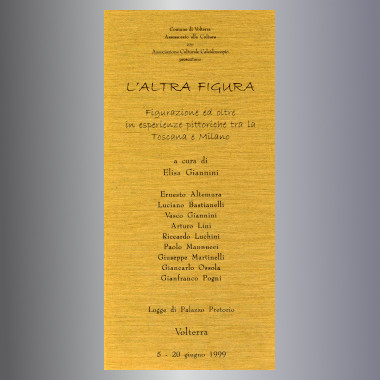 Comune di Volterra
Assessorato alla Cultura
con
Associazione Culturale Caleidoscopio
presentano
L'ALTRA FIGURA
Figurazione ed oltre
in esperienze pittoriche tra la
Toscana e Milano
a cura di
Elisa Giannini
Ernesto Altemura
Luciano Bastianelli
Vasco Giannini
Arturo Lini
Riccardo Luchini
Paolo Mannucci
Giuseppe Martinelli
Giancarlo Ossola
Gianfranco Pogni
Logge di Palazzo Pretorio
Volterra
5 - 20 giugno 1999